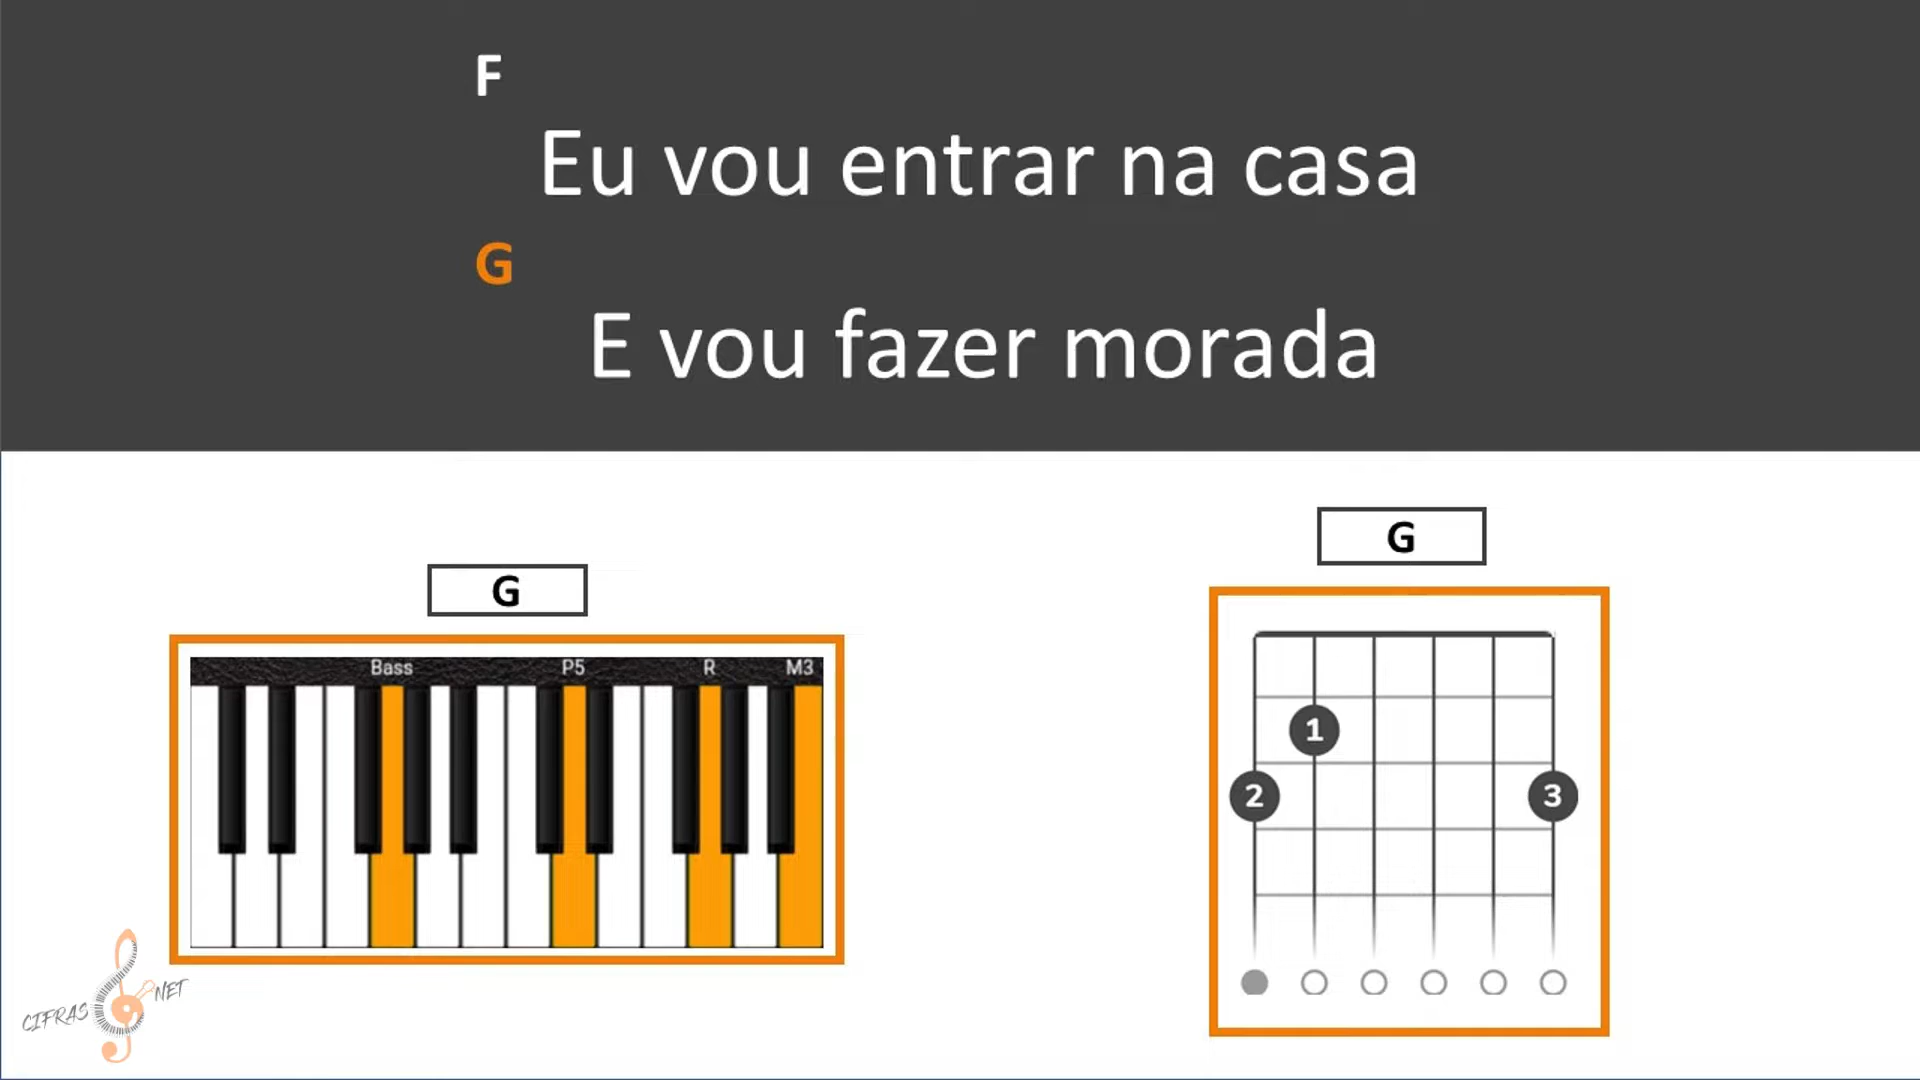 F
Eu vou entrar na casa
G
E vou fazer morada
G
G
Bass P5 R M3
1
2 3
CIFRAS NET